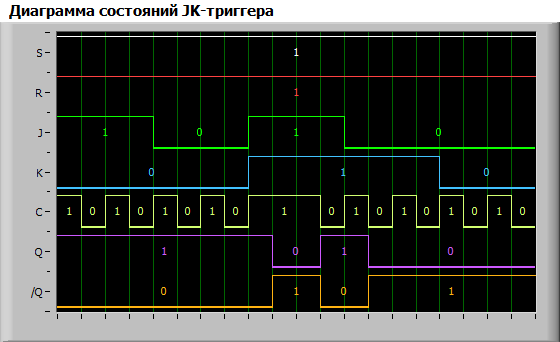 Диаграмма состояний JK-триггера
S 1
R 1
J 1 0 1 0
K 0 1 0
C 1 0 1 0 1 0 1 0 1 0 1 0 1 0 1 0 1 0
Q 1 0 1 0
/Q 0 1 0 1